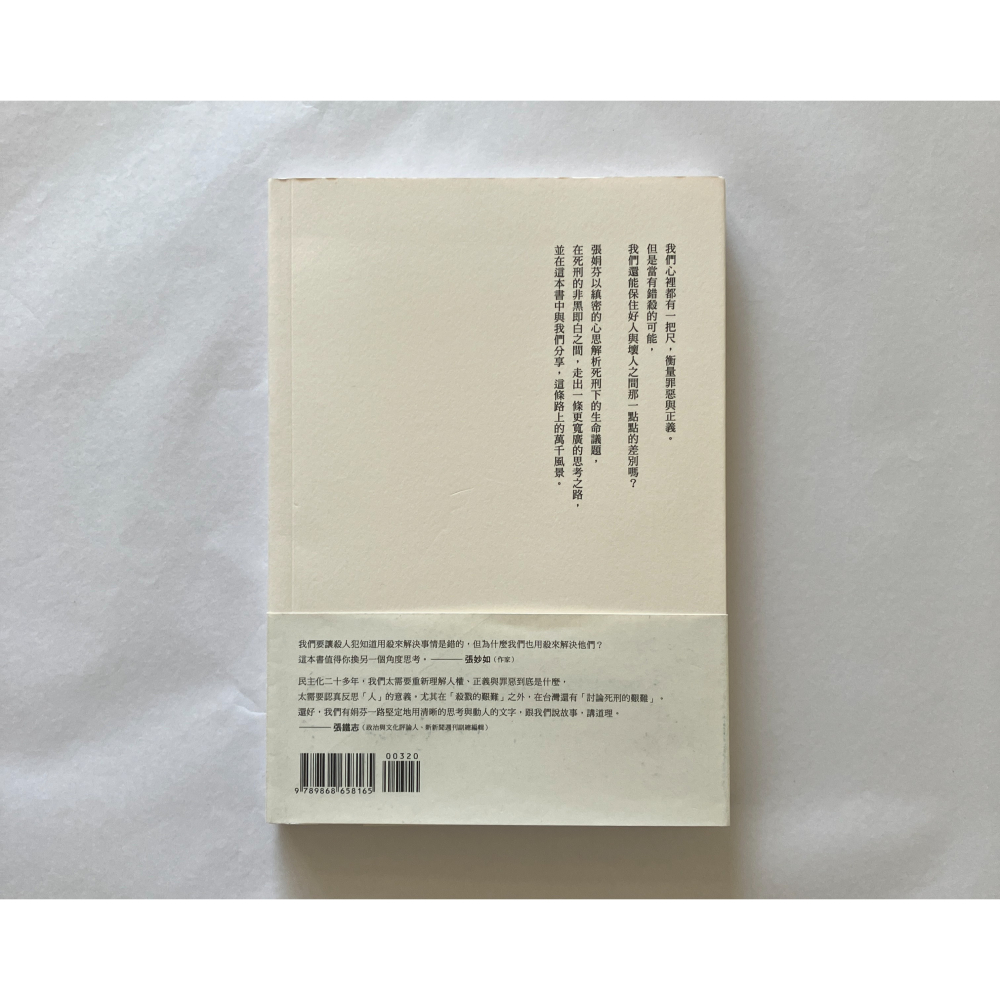 我們心裡都有一把尺，衡量罪惡與正義。
但是當有錯殺的可能，
我們還能保住好人與壞人之間那一點點的差別嗎？
張娟芬以縝密的心思解析死刑下的生命議題，
在死刑的非黑即白之間，走出一條更寬廣的思考之路，
並在這本書中與我們分享，這條路上的萬千風景。
我們要讓殺人犯知道用殺來解決事情是錯的，但為什麼我們也用殺來解決他們？
這本書值得你換另一個角度思考。——張妙如（作家）
民主化二十多年，我們太需要重新理解人權、正義與罪惡到底是什麼，
太需要認真反思「人」的意義。尤其在「殺戮的艱難」之外，在台灣還有「討論死刑的艱難」。
還好，我們有娟芬一路堅定地用清晰的思考與動人的文字，跟我們說故事，講道理。
——張鐵志（政治與文化評論人、新新聞週刊副總編輯）
00320
9 789868 658165